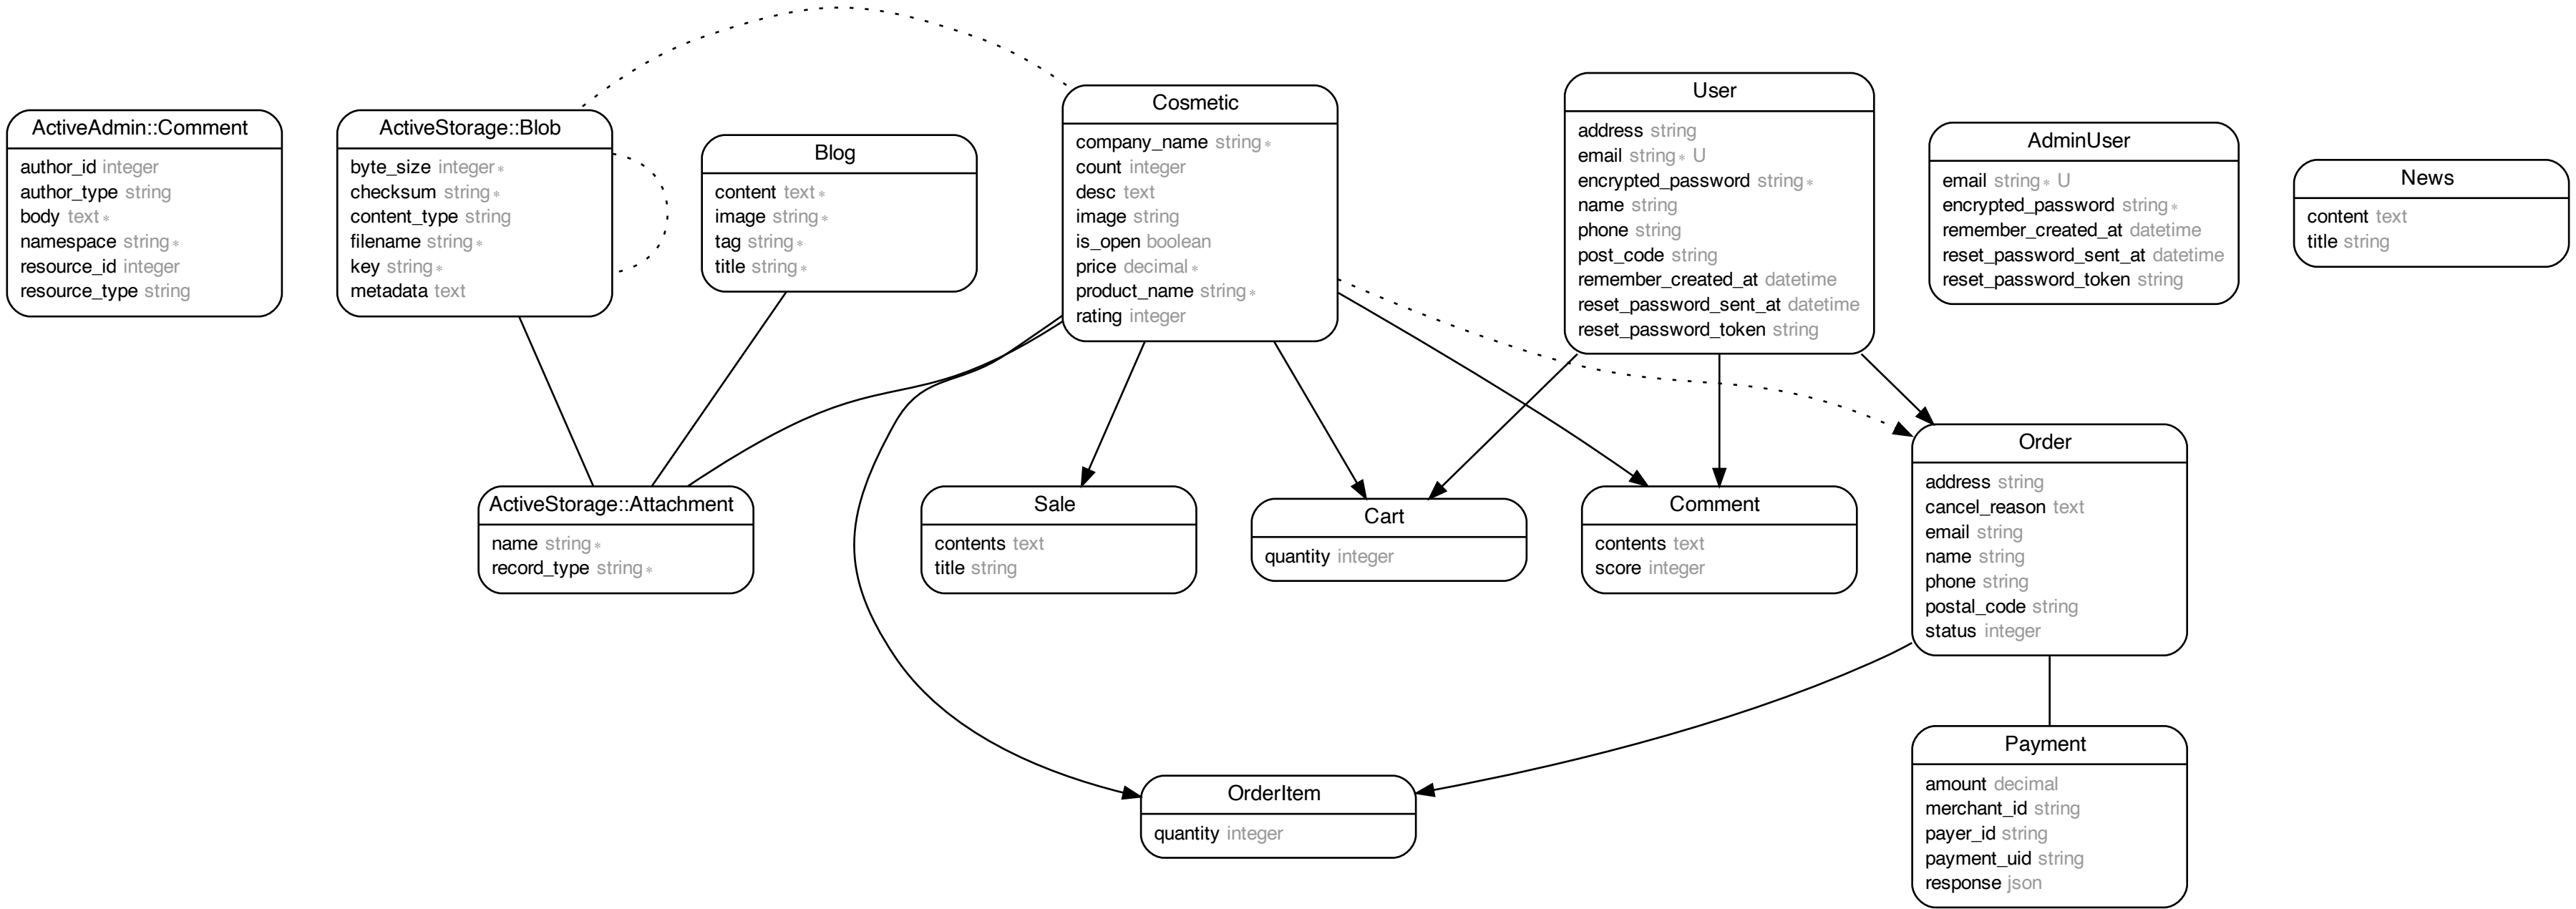 ActiveAdmin::Comment
author_id integer
author_type string
body text *
namespace string *
resource_id integer
resource_type string
ActiveStorage::Blob
byte_size integer *
checksum string *
content_type string
filename string *
key string *
metadata text
Blog
content text *
image string *
tag string *
title string *
Cosmetic
company_name string *
count integer
desc text
image string
is_open boolean
price decimal *
product_name string *
rating integer
User
address string
email string * U
encrypted_password string *
name string
phone string
post_code string
remember_created_at datetime
reset_password_sent_at datetime
reset_password_token string
AdminUser
email string * U
encrypted_password string *
remember_created_at datetime
reset_password_sent_at datetime
reset_password_token string
News
content text
title string
ActiveStorage::Attachment
name string *
record_type string *
Sale
contents text
title string
Cart
quantity integer
Comment
contents text
score integer
Order
address string
cancel_reason text
email string
name string
phone string
postal_code string
status integer
OrderItem
quantity integer
Payment
amount decimal
merchant_id string
payer_id string
payment_uid string
response json